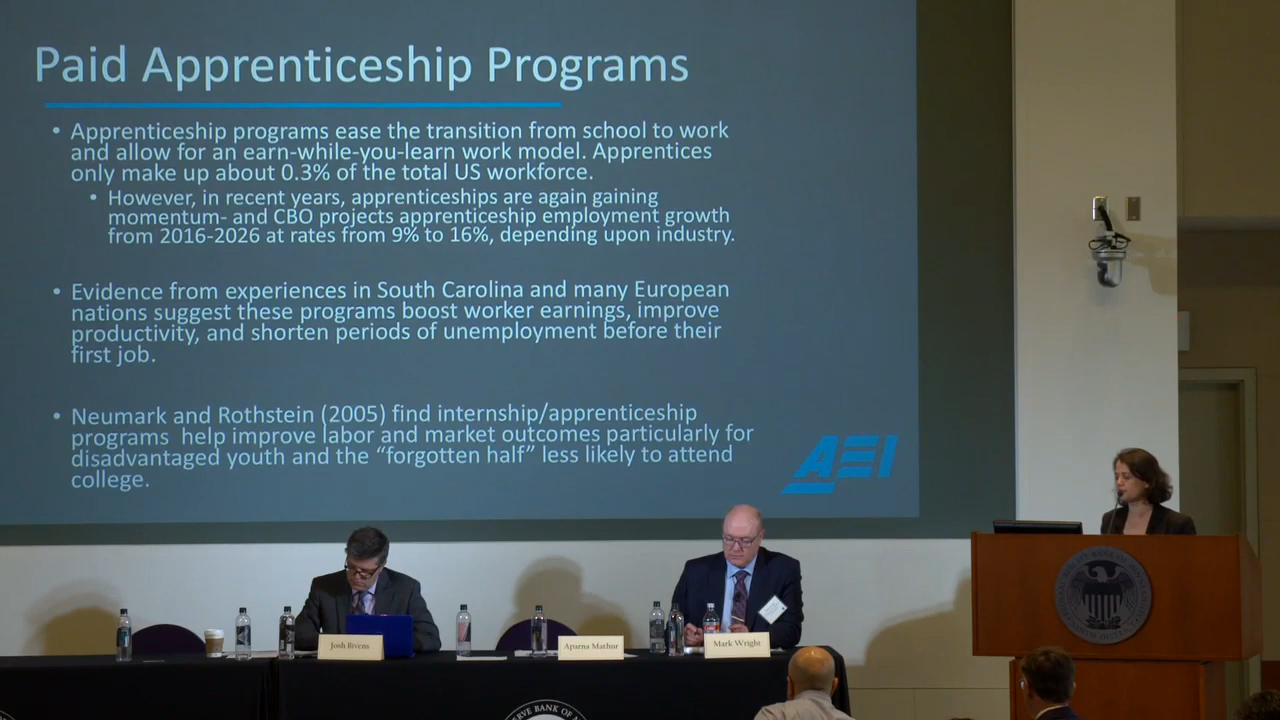 Paid Apprenticeship Programs
• Apprenticeship programs ease the transition from school to work
and allow for an earn-while-you-learn work model. Apprentices
only make up about 0.3% of the total US workforce.
• However, in recent years, apprenticeships are again gaining
momentum- and CBO projects apprenticeship employment growth
from 2016-2026 at rates from 9% to 16%, depending upon industry.
• Evidence from experiences in South Carolina and many European
nations suggest these programs boost worker earnings, improve
productivity, and shorten periods of unemployment before their
first job.
• Neumark and Rothstein (2005) find internship/apprenticeship
programs help improve labor and market outcomes particularly for
disadvantaged youth and the “forgotten half” less likely to attend
college.
AEI
Josh Bivens
Aparna Mathur
Mark Wright
RVE BANK OF